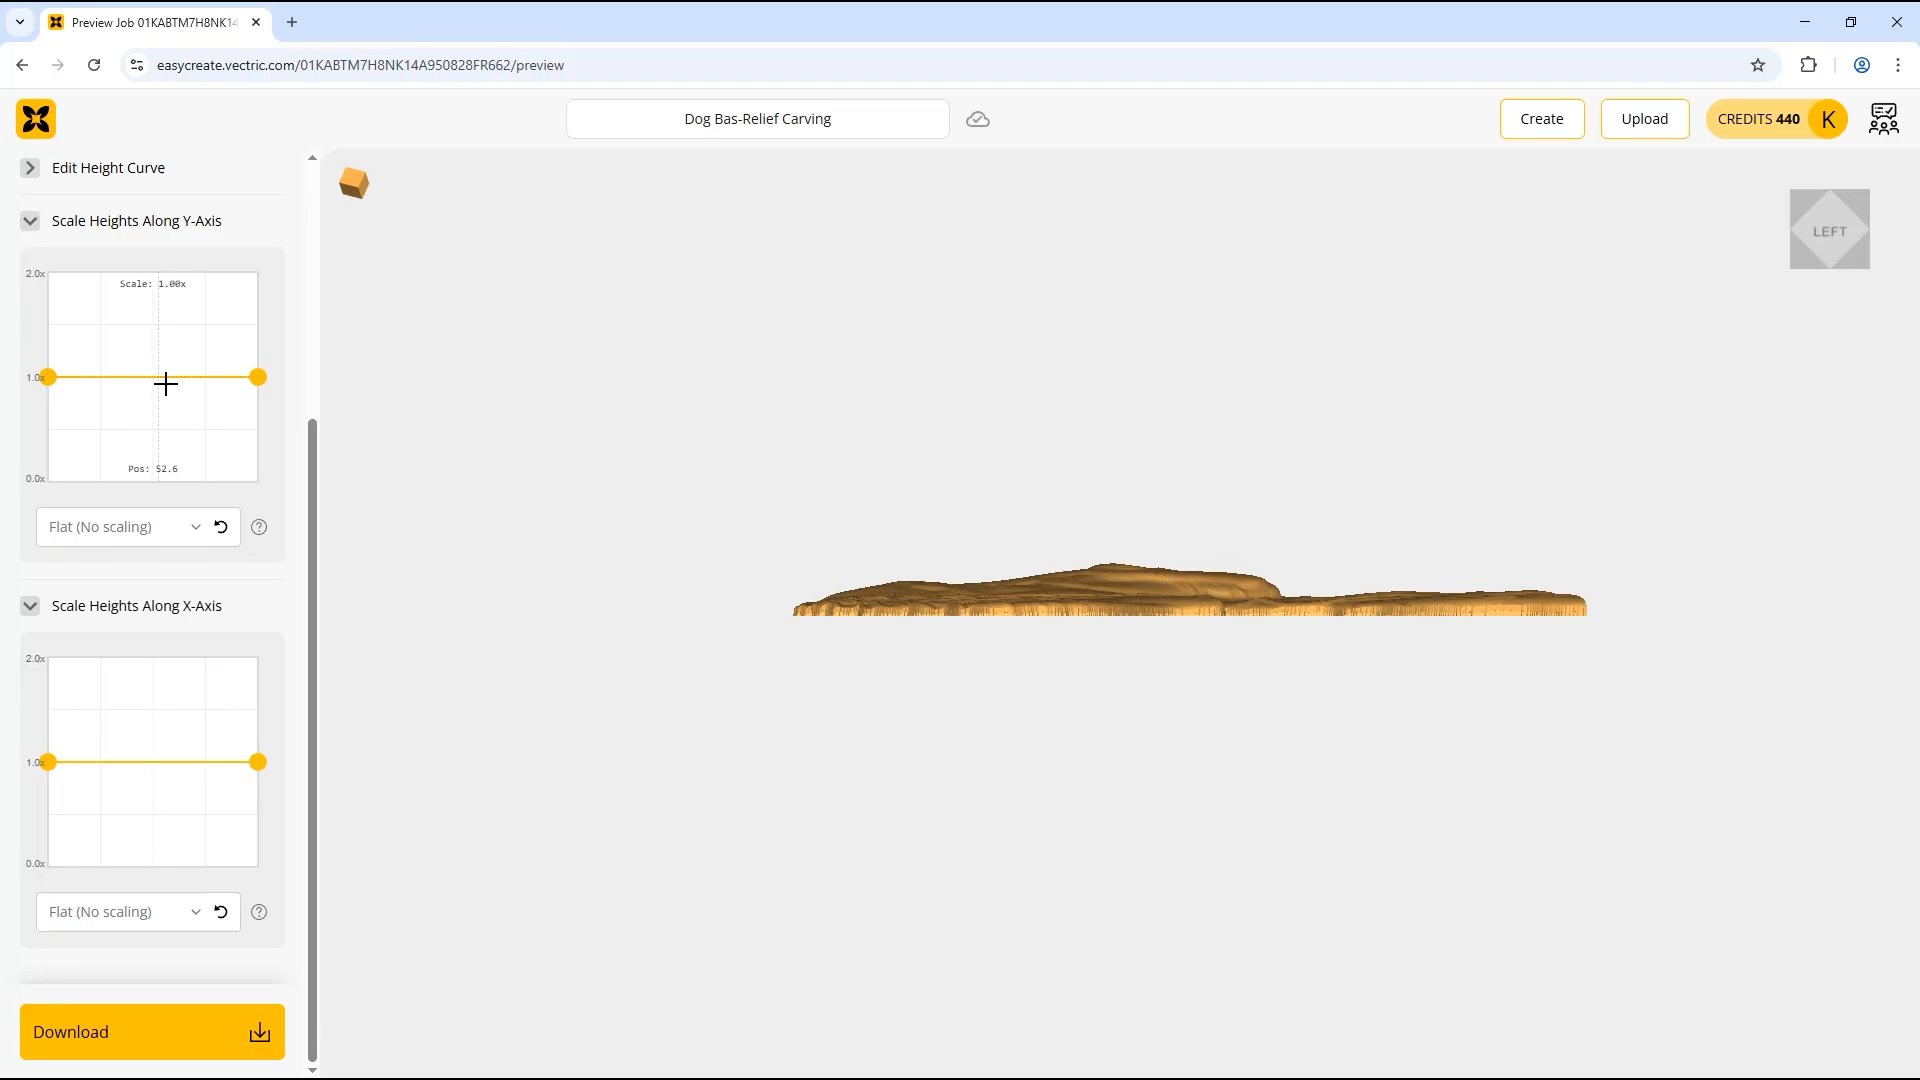 Preview Job 01KABTM7H8NK14
easycreate.vectric.com/01KABTM7H8NK14A950828FR662/preview
Dog Bas-Relief Carving
Create
Upload
CREDITS 440
K
Edit Height Curve
Scale Heights Along Y-Axis
2.0x
Scale: 1.00x
1.0x
Pos: 52.6
0.0x
Flat (No scaling)
Scale Heights Along X-Axis
2.0x
1.0x
0.0x
Flat (No scaling)
Download
LEFT